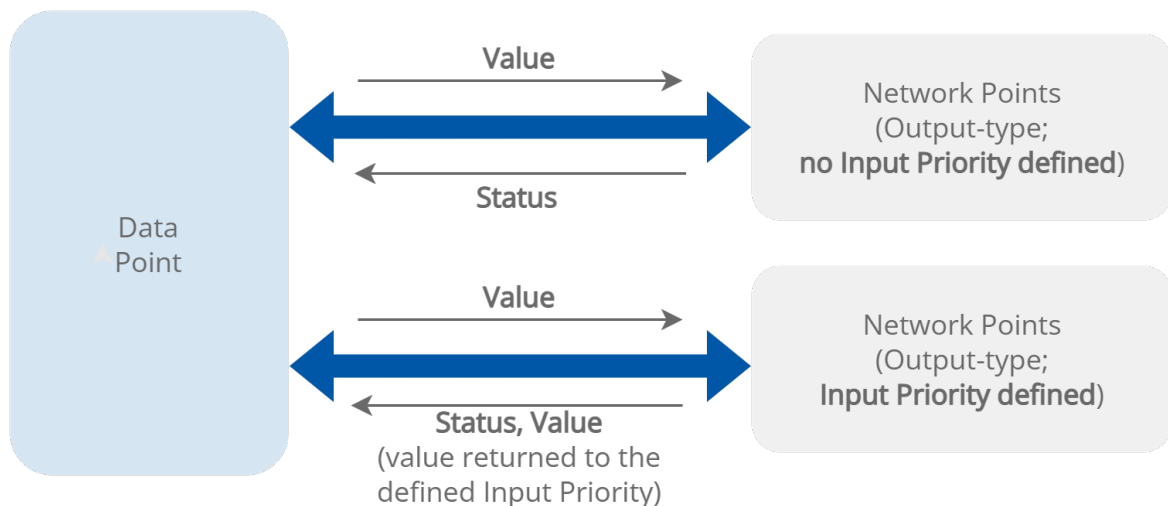 Data
Point
Value
Status
Network Points
(Output-type;
no Input Priority defined)
Value
Status, Value
(value returned to the
defined Input Priority)
Network Points
(Output-type;
Input Priority defined)